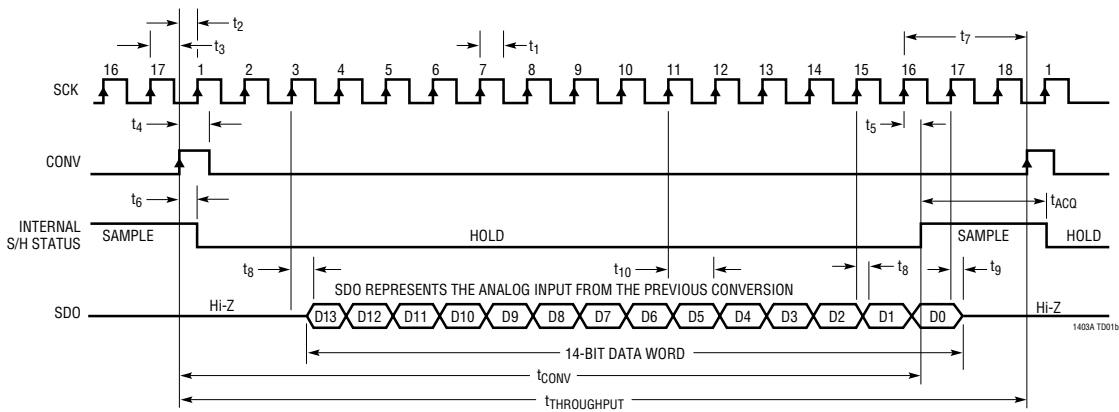 t2
t3
t1
t7
16 17 1 2 3 4 5 6 7 8 9 10 11 12 13 14 15 16 17 18 1
SCK
t4
t5
CONV
t6
tACQ
INTERNAL
S/H STATUS
SAMPLE HOLD SAMPLE HOLD
t8 t10 t8 t9
SDO REPRESENTS THE ANALOG INPUT FROM THE PREVIOUS CONVERSION
SDO Hi-Z D13 D12 D11 D10 D9 D8 D7 D6 D5 D4 D3 D2 D1 D0 Hi-Z
1403A TD01b
14-BIT DATA WORD
tCONV
tTHROUGHPUT